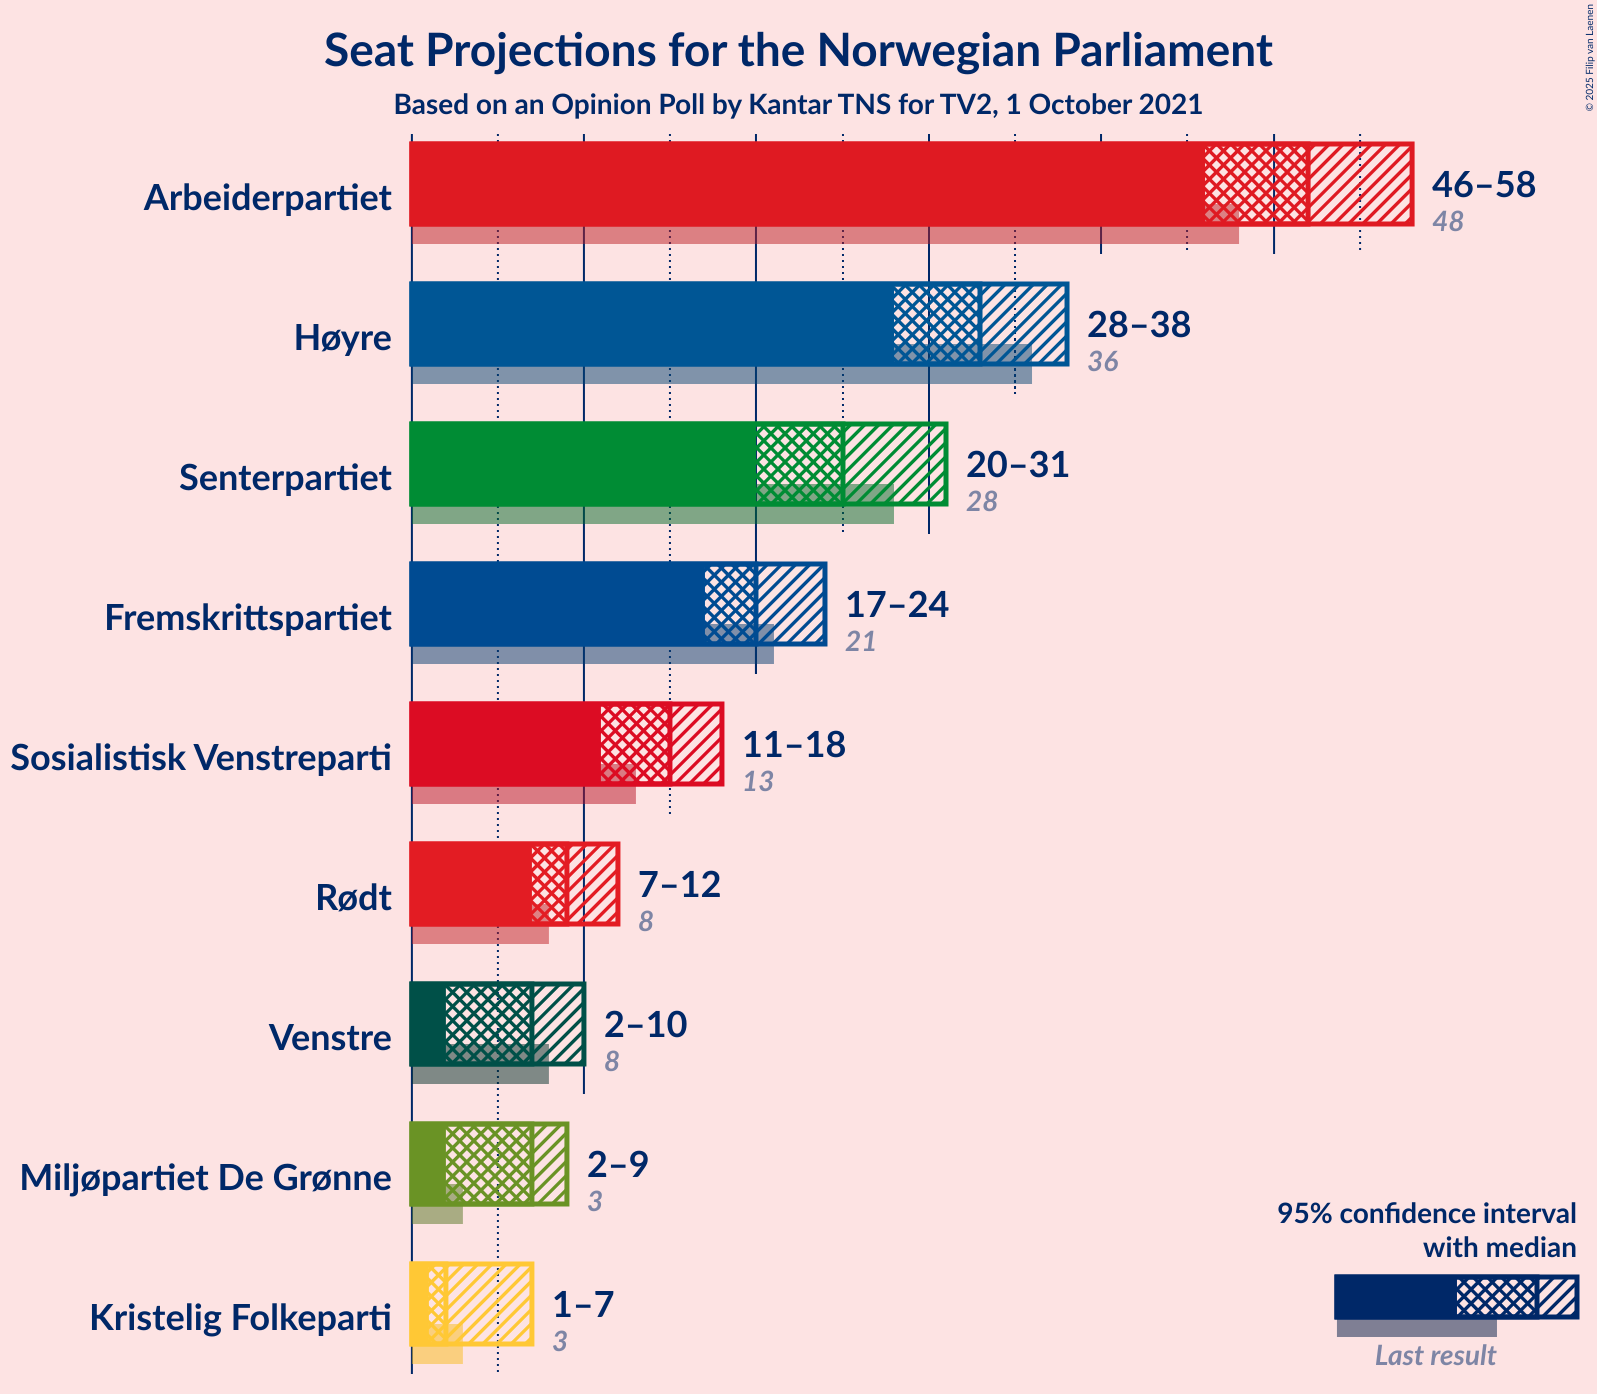 Seat Projections for the Norwegian Parliament
Based on an Opinion Poll by Kantar TNS for TV2, 1 October 2021
© 2025 Filip van Laenen
Arbeiderpartiet
46–58
48
Høyre
28–38
36
Senterpartiet
20–31
28
Fremskrittspartiet
17–24
21
Sosialistisk Venstreparti
11–18
13
Rødt
7–12
8
Venstre
2–10
8
Miljøpartiet De Grønne
2–9
3
Kristelig Folkeparti
1–7
3
95% confidence interval
with median
Last result